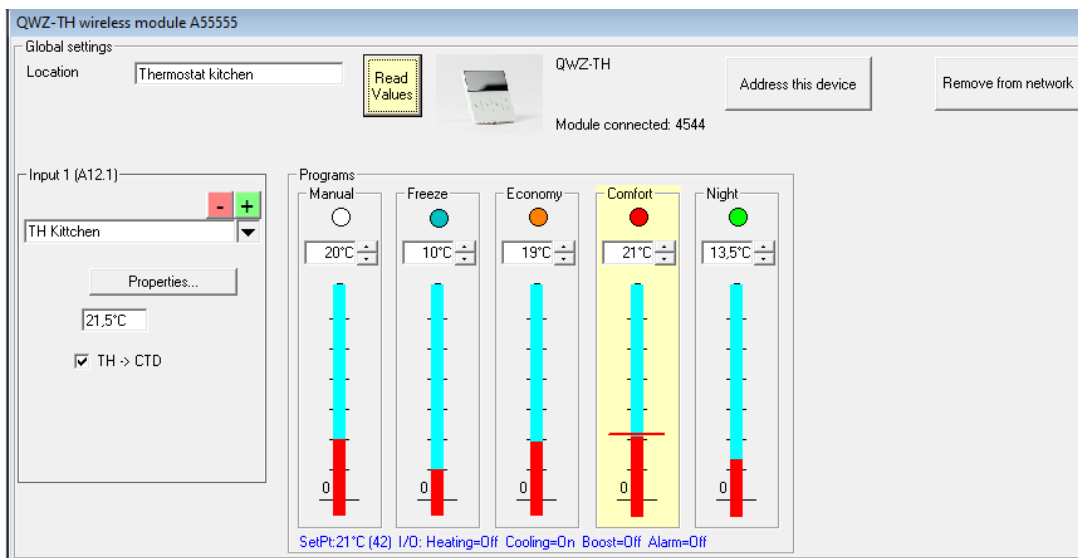 QWZ-TH wireless module A55555
Global settings
Location
Thermostat kitchen
Read
Values
QWZ-TH
Module connected: 4544
Address this device
Remove from network
Input 1 (A12.1)
- +
TH Kittchen
Properties...
21,5°C
TH -> CTD
Programs
Manual Freeze Economy Comfort Night
20°C 10°C 19°C 21°C 13,5°C
0 0 0 0 0
SetPt:21°C (42) I/O: Heating=Off Cooling=On Boost=Off Alarm=Off